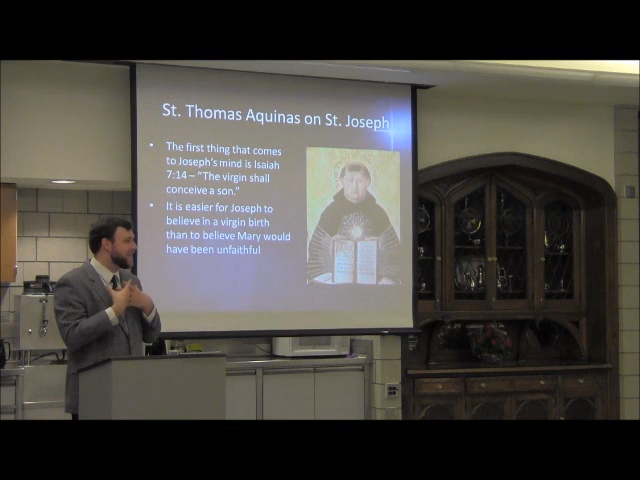 St. Thomas Aquinas on St. Joseph
• The first thing that comes
to Joseph's mind is Isaiah
7:14 – "The virgin shall
conceive a son."
• It is easier for Joseph to
believe in a virgin birth
than to believe Mary would
have been unfaithful